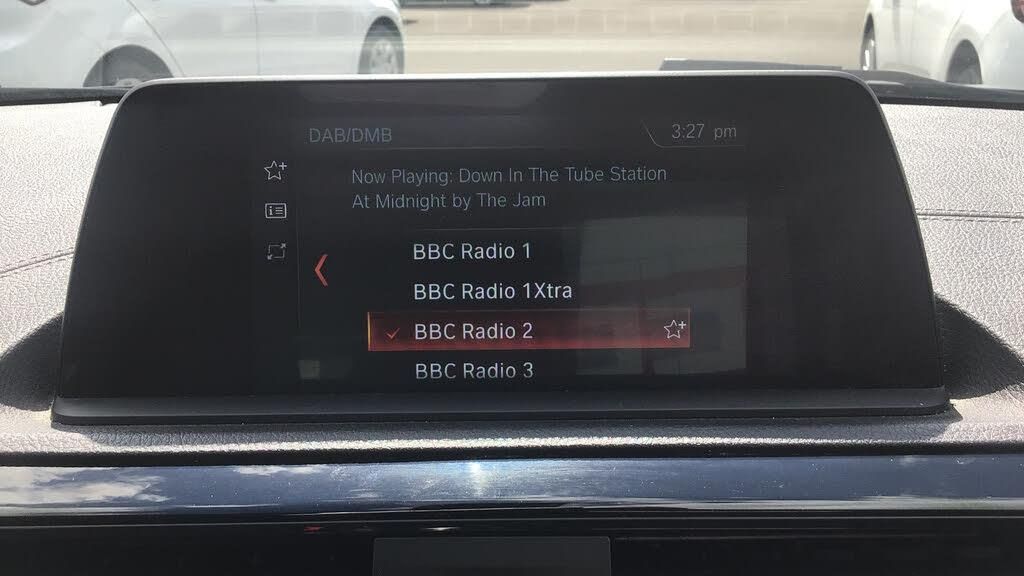 DAB/DMB
3:27 pm
Now Playing: Down In The Tube Station
At Midnight by The Jam
BBC Radio 1
BBC Radio 1Xtra
BBC Radio 2
BBC Radio 3